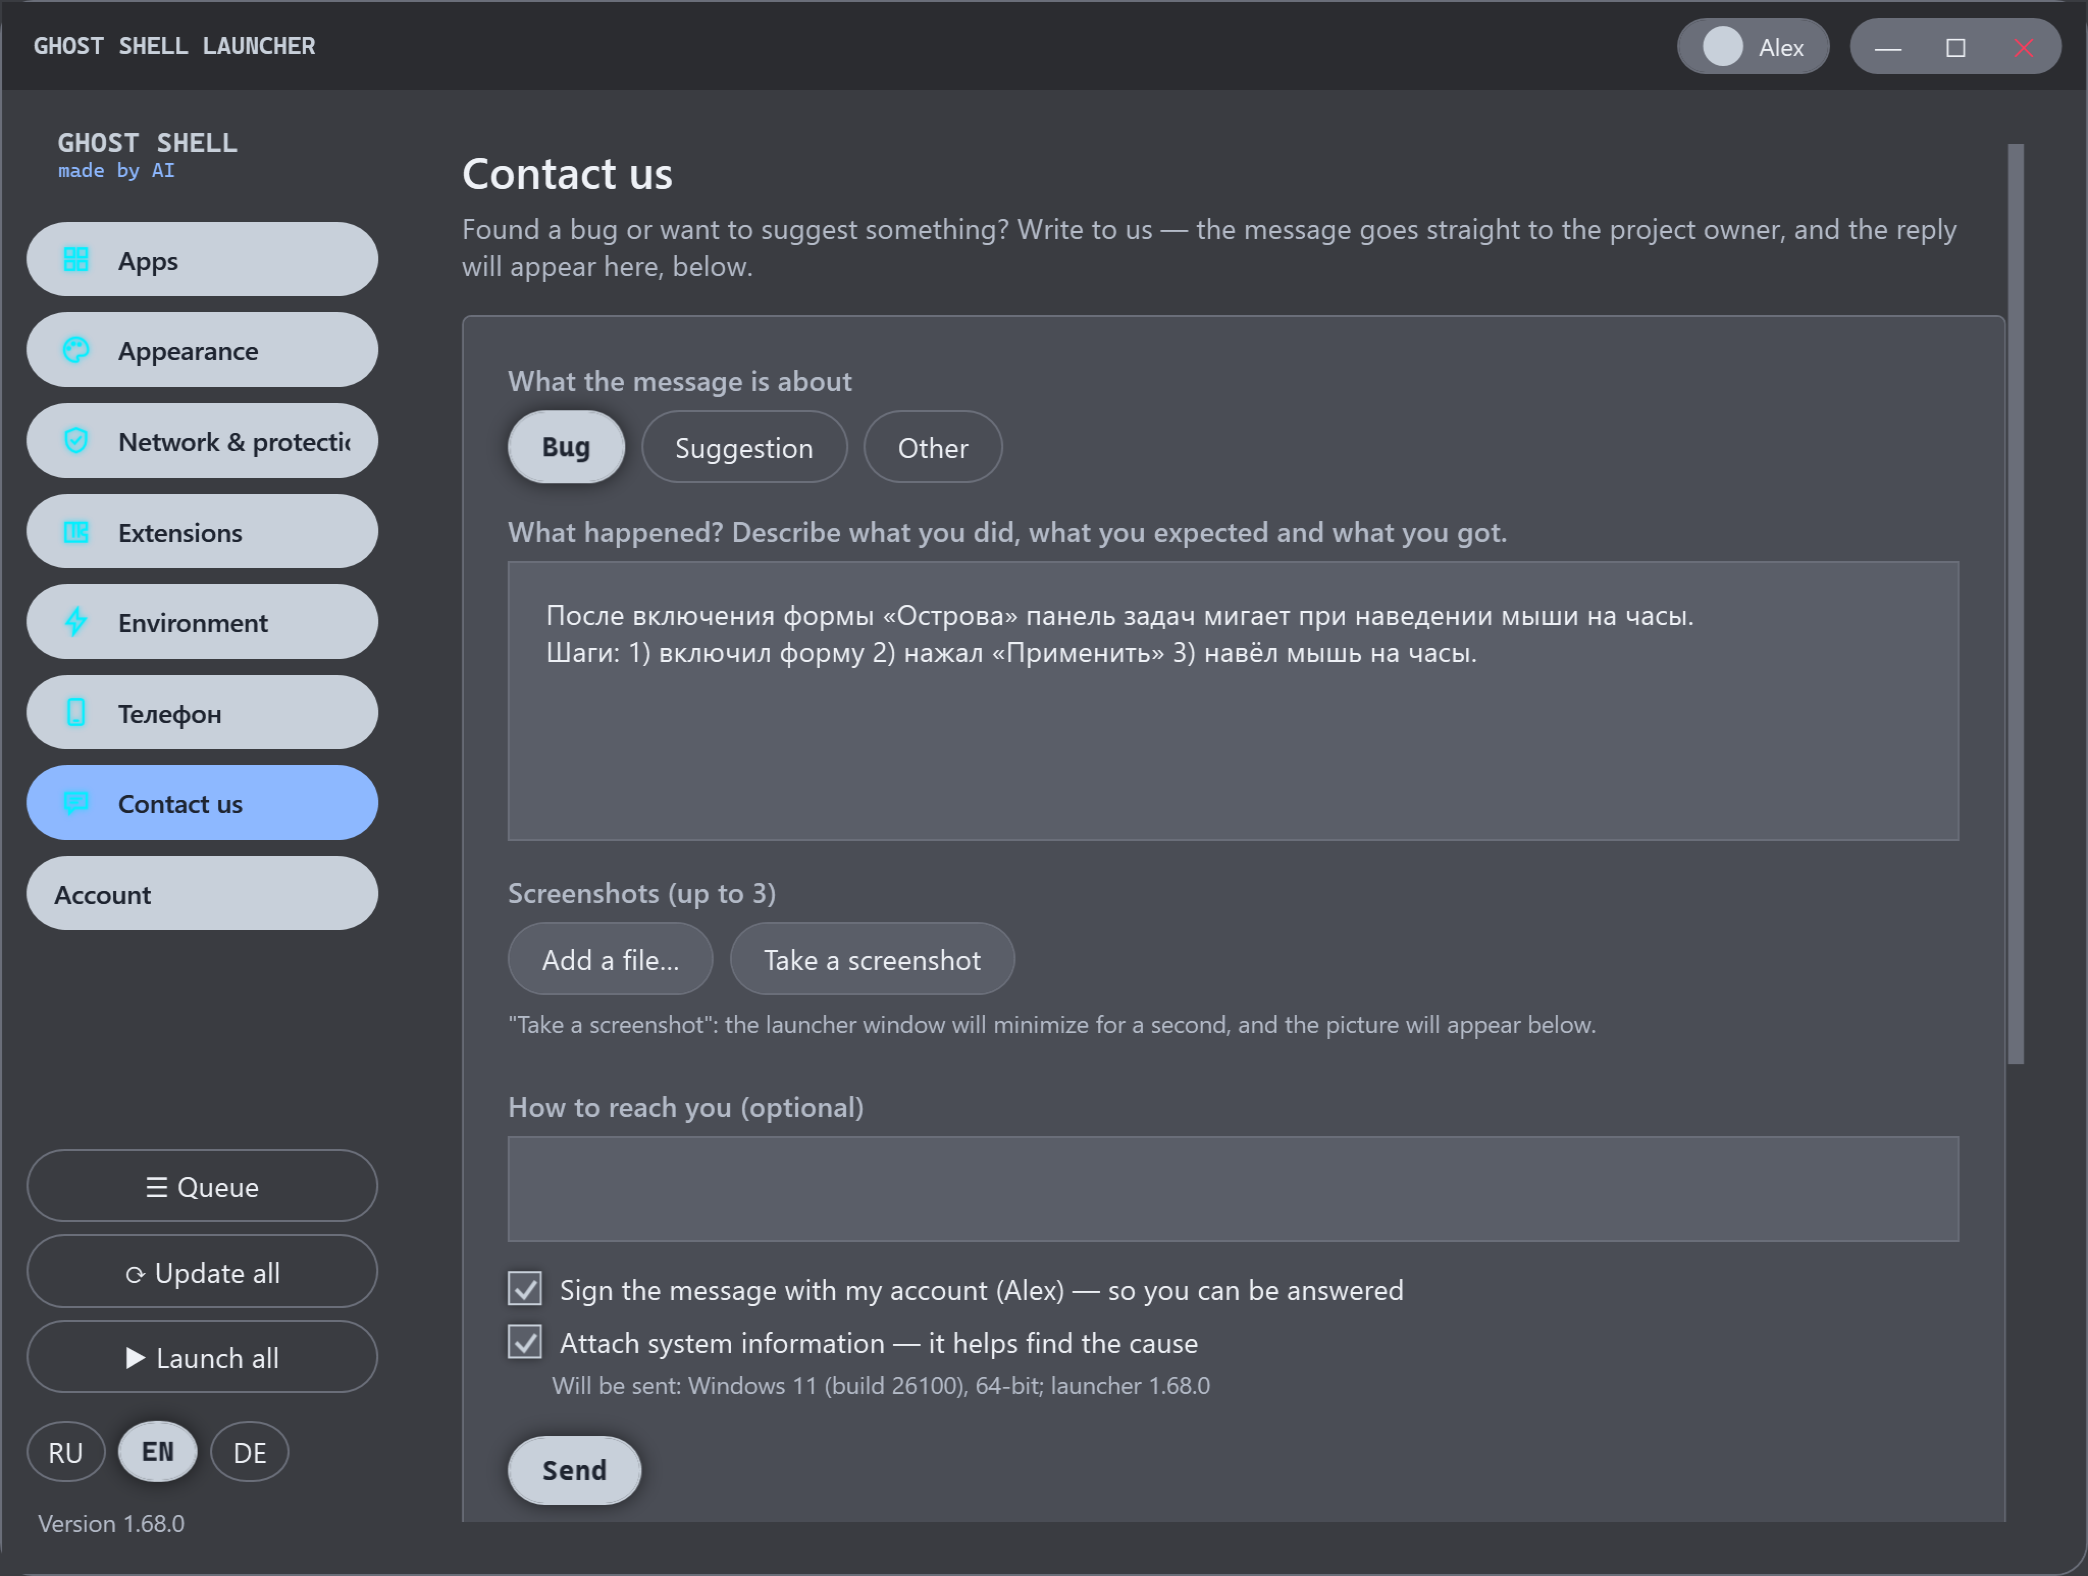 GHOST SHELL LAUNCHER
Alex
GHOST SHELL
made by AI
Apps
Appearance
Network & protectic
Extensions
Environment
Телефон
Contact us
Account
Queue
Update all
Launch all
RU EN DE
Version 1.68.0
Contact us
Found a bug or want to suggest something? Write to us — the message goes straight to the project owner, and the reply
will appear here, below.
What the message is about
Bug Suggestion Other
What happened? Describe what you did, what you expected and what you got.
После включения формы «Острова» панель задач мигает при наведении мыши на часы.
Шаги: 1) включил форму 2) нажал «Применить» 3) навёл мышь на часы.
Screenshots (up to 3)
Add a file... Take a screenshot
"Take a screenshot": the launcher window will minimize for a second, and the picture will appear below.
How to reach you (optional)
Sign the message with my account (Alex) — so you can be answered
Attach system information — it helps find the cause
Will be sent: Windows 11 (build 26100), 64-bit; launcher 1.68.0
Send